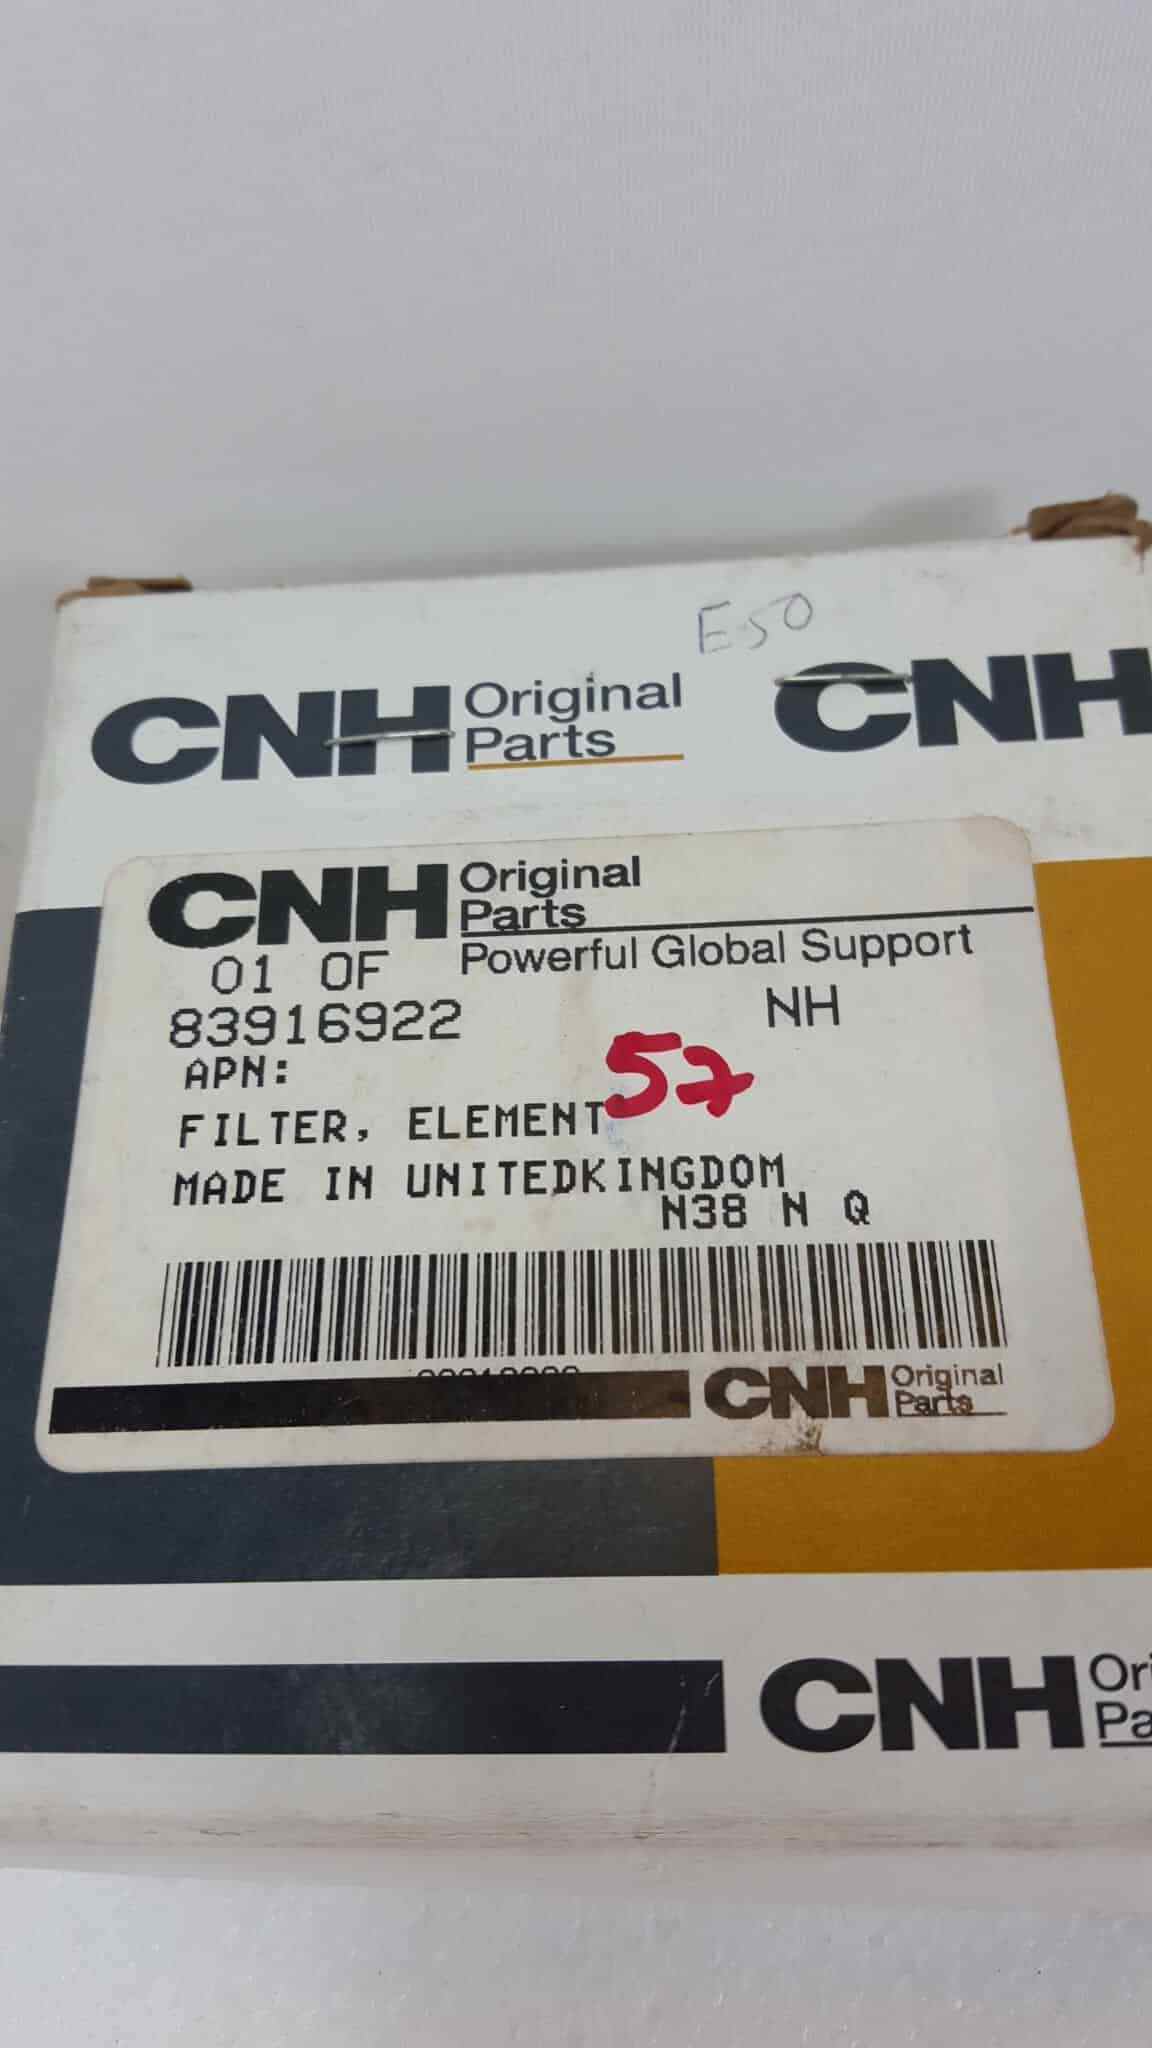 E50
CNH Original Parts
CNH
CNH Original Parts
Powerful Global Support
01 OF
83916922 NH
APN: 57
FILTER, ELEMENT
MADE IN UNITEDKINGDOM
N38 N Q
CNH Original Parts
CNH